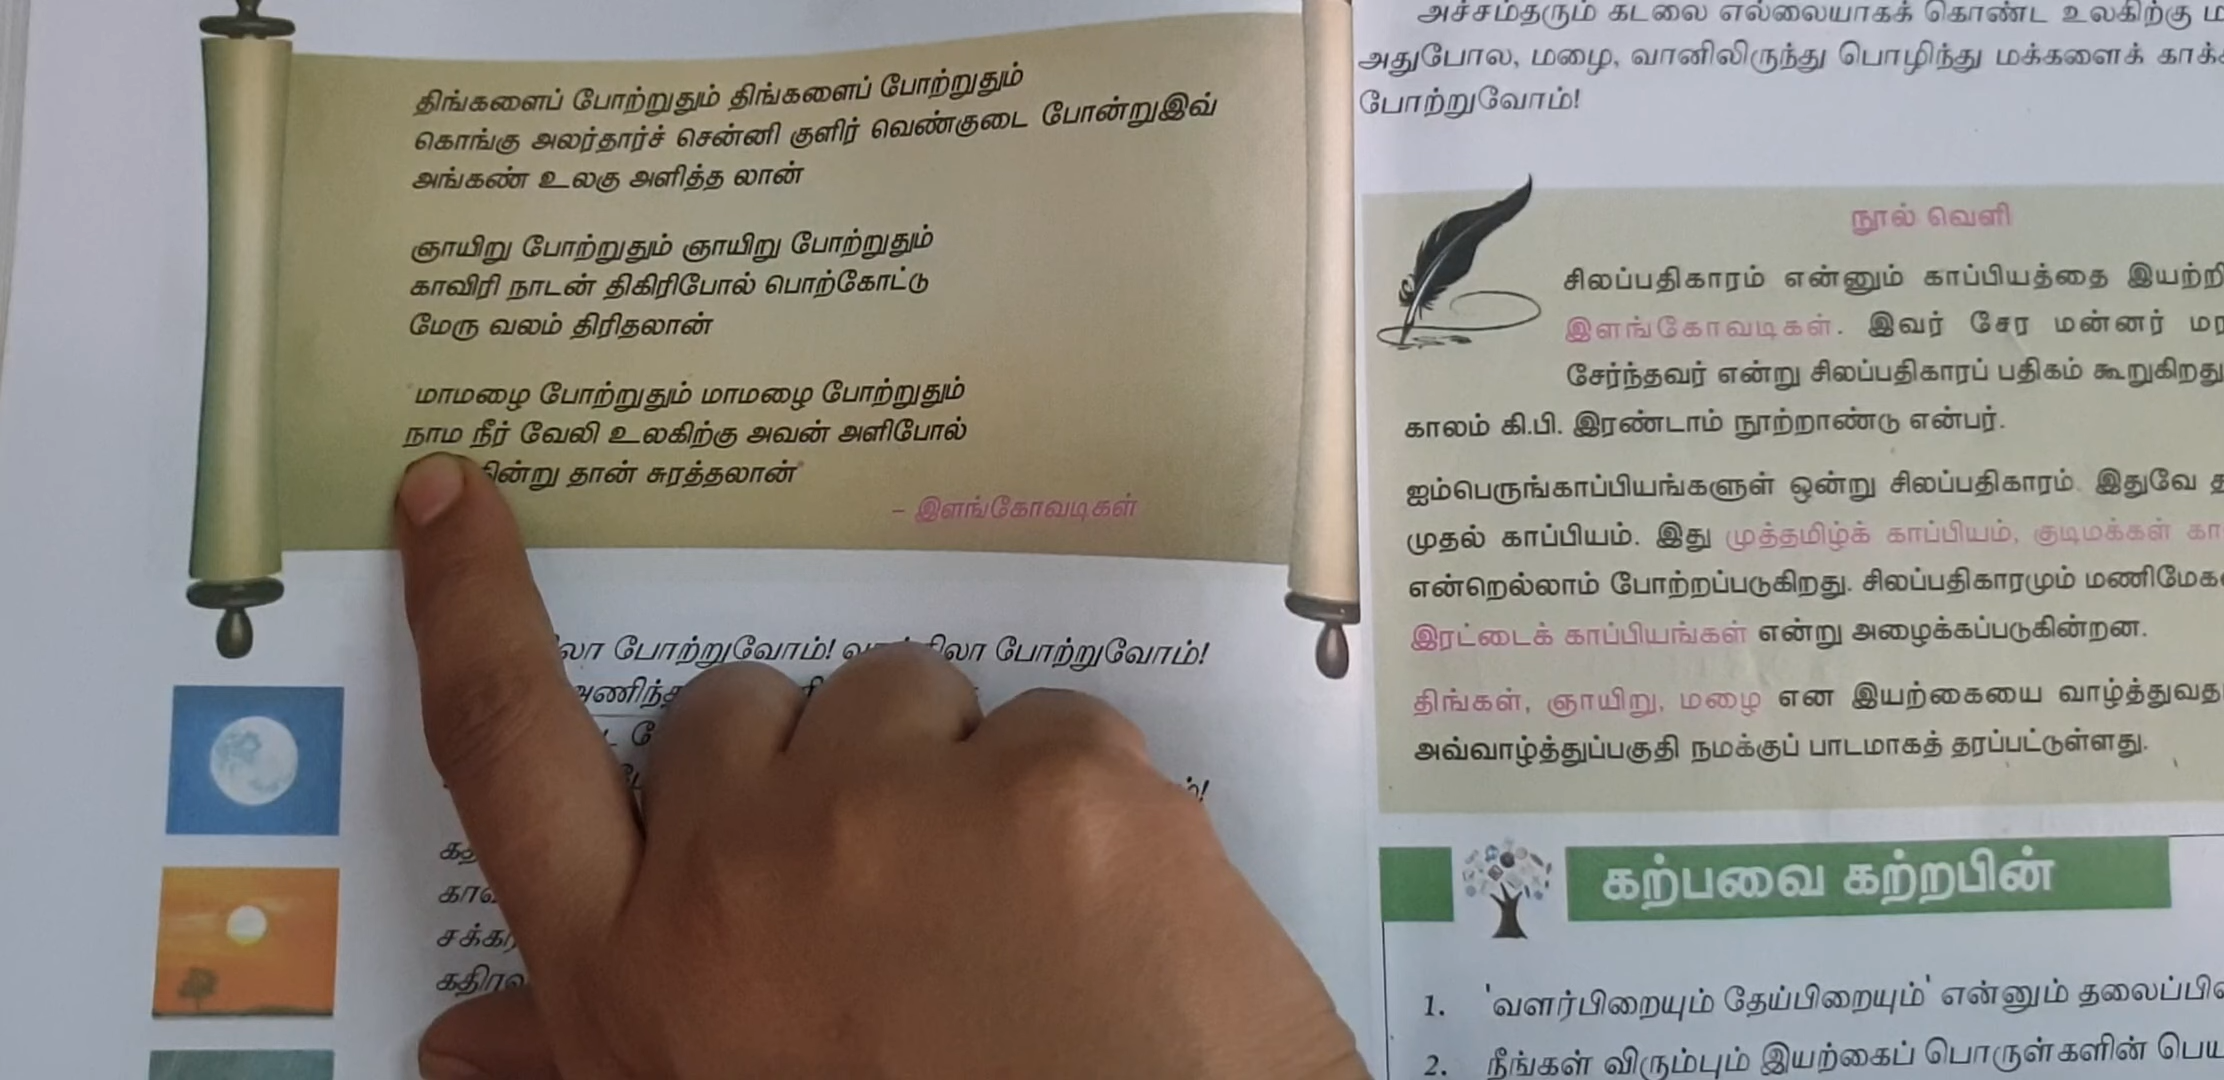 திங்களைப் போற்றுதும் திங்களைப் போற்றுதும்
கொங்கு அலர்தார்ச் சென்னி குளிர் வெண்குடை போன்றுஇவ்
அங்கண் உலகு அளித்த லான்
ஞாயிறு போற்றுதும் ஞாயிறு போற்றுதும்
காவிரி நாடன் திகிரிபோல் பொற்கோட்டு
மேரு வலம் திரிதலான்
மாமழை போற்றுதும் மாமழை போற்றுதும்
நாம நீர் வேலி உலகிற்கு அவன் அளிபோல்
தான் சுரத்தலான்
– இளங்கோவடிகள்
போற்றுவோம்! போற்றுவோம்!
அச்சம்தரும் கடலை எல்லையாகக் கொண்ட உலகிற்கு
அதுபோல, மழை, வானிலிருந்து பொழிந்து மக்களைக்
போற்றுவோம்!
நூல் வெளி
சிலப்பதிகாரம் என்னும் காப்பியத்தை
இளங்கோவடிகள். இவர் சேர மன்னர்
சேர்ந்தவர் என்று சிலப்பதிகாரப் பதிகம் கூறுகிறது
காலம் கி.பி. இரண்டாம் நூற்றாண்டு என்பர்.
ஐம்பெருங்காப்பியங்களுள் ஒன்று சிலப்பதிகாரம். இதுவே
முதல் காப்பியம். இது முத்தமிழ்க் காப்பியம், குடிமக்கள்
என்றெல்லாம் போற்றப்படுகிறது. சிலப்பதிகாரமும்
இரட்டைக் காப்பியங்கள் என்று அழைக்கப்படுகின்றன.
திங்கள், ஞாயிறு, மழை என இயற்கையை
அவ்வாழ்த்துப்பகுதி நமக்குப் பாடமாகத் தரப்பட்டுள்ளது.
கற்பவை கற்றபின்
1. 'வளர்பிறையும் தேய்பிறையும்' என்னும்
2. நீங்கள் விரும்பும் இயற்கைப் பொருள்களின்